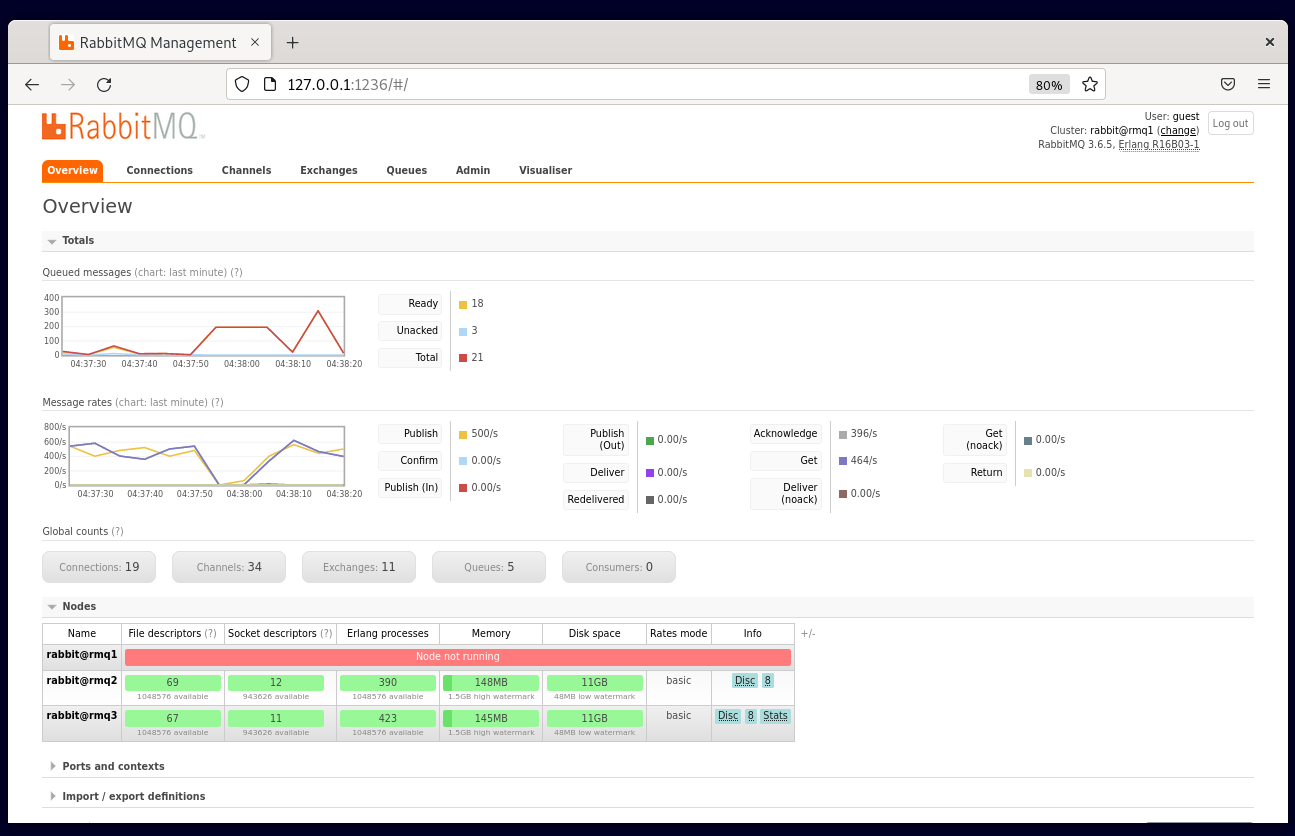 RabbitMQ Management
127.0.0.1:1236/#/
80%
RabbitMQ
User: guest
Cluster: rabbit@rmq1 (change)
RabbitMQ 3.6.5, Erlang R16B03-1
Log out
Overview Connections Channels Exchanges Queues Admin Visualiser
Overview
Totals
Queued messages (chart: last minute) (?)
400
300
200
100
0
04:37:30 04:37:40 04:37:50 04:38:00 04:38:10 04:38:20
Ready 18
Unacked 3
Total 21
Message rates (chart: last minute) (?)
800/s
600/s
400/s
200/s
0/s
04:37:30 04:37:40 04:37:50 04:38:00 04:38:10 04:38:20
Publish 500/s
Confirm 0.00/s
Publish (In) 0.00/s
Publish
(Out) 0.00/s
Deliver 0.00/s
Redelivered 0.00/s
Acknowledge 396/s
Get 464/s
Deliver
(noack) 0.00/s
Get
(noack) 0.00/s
Return 0.00/s
Global counts (?)
Connections: 19 Channels: 34 Exchanges: 11 Queues: 5 Consumers: 0
Nodes
Name File descriptors (?) Socket descriptors (?) Erlang processes Memory Disk space Rates mode Info +/-
rabbit@rmq1 Node not running
rabbit@rmq2 69 12 390 148MB 11GB basic Disc 8
1048576 available 943626 available 1048576 available 1.5GB high watermark 48MB low watermark
rabbit@rmq3 67 11 423 145MB 11GB basic Disc 8 Stats
1048576 available 943626 available 1048576 available 1.5GB high watermark 48MB low watermark
Ports and contexts
Import / export definitions